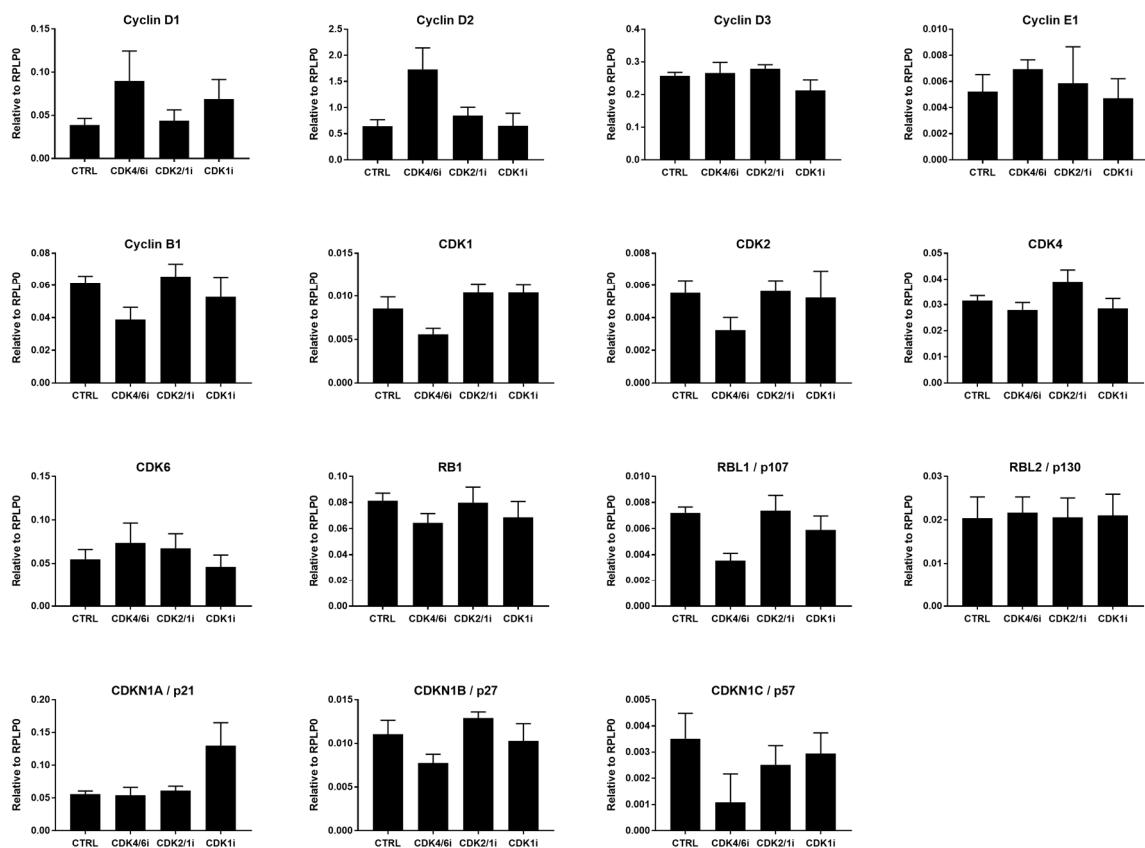 Cyclin D1
Relative to RPLP0
0.15
0.10
0.05
0.00
CTRL CDK4/6i CDK2/1i CDK1i
Cyclin D2
Relative to RPLP0
2.5
2.0
1.5
1.0
0.5
0.0
CTRL CDK4/6i CDK2/1i CDK1i
Cyclin D3
Relative to RPLP0
0.4
0.3
0.2
0.1
0.0
CTRL CDK4/6i CDK2/1i CDK1i
Cyclin E1
Relative to RPLP0
0.010
0.008
0.006
0.004
0.002
0.000
CTRL CDK4/6i CDK2/1i CDK1i
Cyclin B1
Relative to RPLP0
0.08
0.06
0.04
0.02
0.00
CTRL CDK4/6i CDK2/1i CDK1i
CDK1
Relative to RPLP0
0.015
0.010
0.005
0.000
CTRL CDK4/6i CDK2/1i CDK1i
CDK2
Relative to RPLP0
0.008
0.006
0.004
0.002
0.000
CTRL CDK4/6i CDK2/1i CDK1i
CDK4
Relative to RPLP0
0.05
0.04
0.03
0.02
0.01
0.00
CTRL CDK4/6i CDK2/1i CDK1i
CDK6
Relative to RPLP0
0.15
0.10
0.05
0.00
CTRL CDK4/6i CDK2/1i CDK1i
RB1
Relative to RPLP0
0.10
0.08
0.06
0.04
0.02
0.00
CTRL CDK4/6i CDK2/1i CDK1i
RBL1 / p107
Relative to RPLP0
0.010
0.008
0.006
0.004
0.002
0.000
CTRL CDK4/6i CDK2/1i CDK1i
RBL2 / p130
Relative to RPLP0
0.03
0.02
0.01
0.00
CTRL CDK4/6i CDK2/1i CDK1i
CDKN1A / p21
Relative to RPLP0
0.20
0.15
0.10
0.05
0.00
CTRL CDK4/6i CDK2/1i CDK1i
CDKN1B / p27
Relative to RPLP0
0.015
0.010
0.005
0.000
CTRL CDK4/6i CDK2/1i CDK1i
CDKN1C / p57
Relative to RPLP0
0.005
0.004
0.003
0.002
0.001
0.000
CTRL CDK4/6i CDK2/1i CDK1i